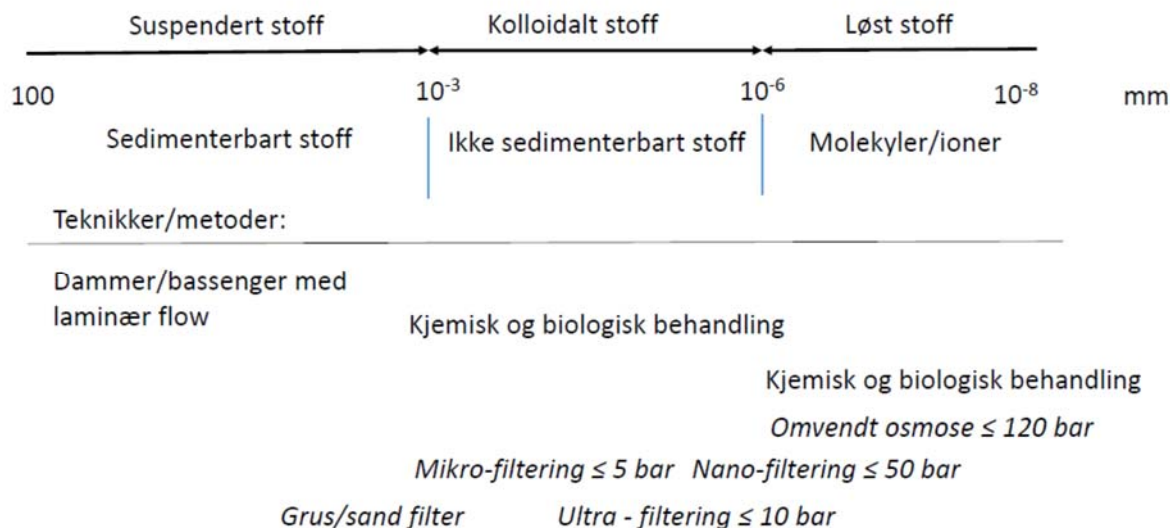 Suspendert stoff Kolloidalt stoff Løst stoff
100 10⁻³ 10⁻⁶ 10⁻⁸ mm
Sedimenterbart stoff Ikke sedimenterbart stoff Molekyler/ioner
Teknikker/metoder:
Dammer/bassenger med
laminær flow
Kjemisk og biologisk behandling
Kjemisk og biologisk behandling
Omvendt osmose ≤ 120 bar
Mikro-filtering ≤ 5 bar Nano-filtering ≤ 50 bar
Grus/sand filter Ultra - filtering ≤ 10 bar